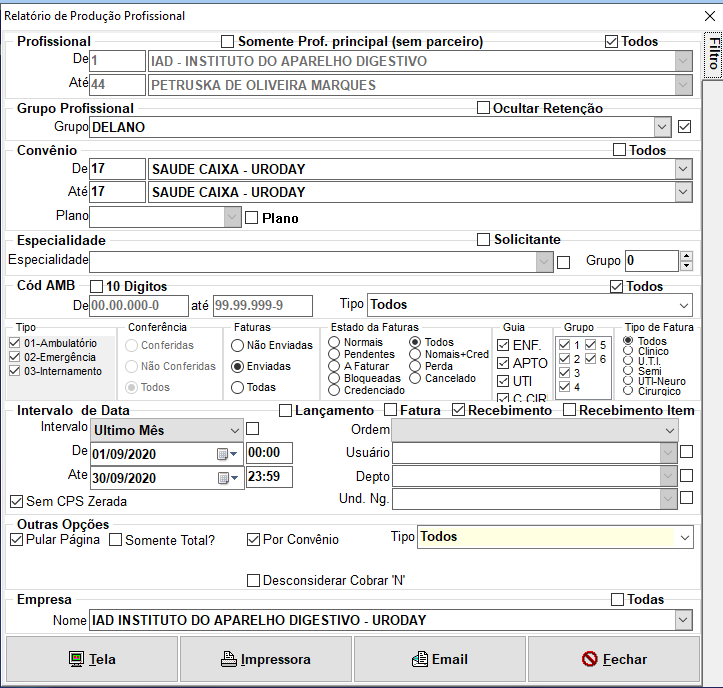 Relatório de Produção Profissional
Filtro
Profissional Somente Prof. principal (sem parceiro) Todos
De 1 IAD - INSTITUTO DO APARELHO DIGESTIVO
Até 44 PETRUSKA DE OLIVEIRA MARQUES
Grupo Profissional Ocultar Retenção
Grupo DELANO
Convênio Todos
De 17 SAUDE CAIXA - URODAY
Até 17 SAUDE CAIXA - URODAY
Plano Plano
Especialidade Solicitante
Especialidade Grupo 0
Cód AMB 10 Digitos Todos
De 00.00.000-0 até 99.99.999-9 Tipo Todos
Tipo
01-Ambulatório
02-Emergência
03-Internamento
Conferência
Conferidas
Não Conferidas
Todos
Faturas
Não Enviadas
Enviadas
Todas
Estado da Faturas
Normais Todos
Pendentes Nomais+Cred
A Faturar Perda
Bloqueadas Cancelado
Credenciado
Guia
ENF.
APTO
UTI
C.CIR
Grupo
1 5
2 6
3
4
Tipo de Fatura
Todos
Clinico
U.T.I.
Semi
UTI-Neuro
Cirurgico
Intervalo de Data Lançamento Fatura Recebimento Recebimento Item
Intervalo Ultimo Mês Ordem
De 01/09/2020 00:00 Usuário
Ate 30/09/2020 23:59 Depto
Und. Ng.
Sem CPS Zerada
Outras Opções
Pular Página Somente Total? Por Convênio Tipo Todos
Desconsiderar Cobrar 'N'
Empresa Todas
Nome IAD INSTITUTO DO APARELHO DIGESTIVO - URODAY
Tela Impressora Email Fechar